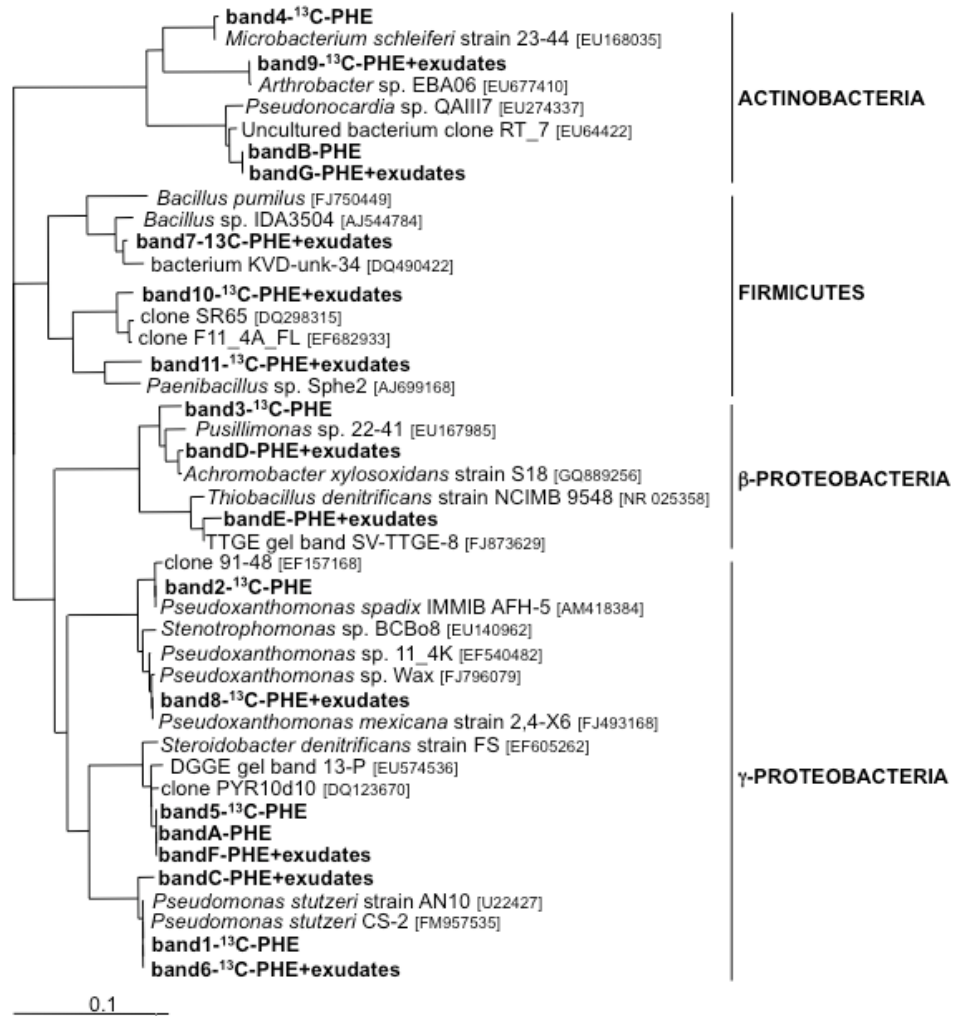 band4-¹³C-PHE
Microbacterium schleiferi strain 23-44 [EU168035]
band9-¹³C-PHE+exudates
Arthrobacter sp. EBA06 [EU677410]
Pseudonocardia sp. QAIII7 [EU274337]
Uncultured bacterium clone RT_7 [EU64422]
bandB-PHE
bandG-PHE+exudates
ACTINOBACTERIA
Bacillus pumilus [FJ750449]
Bacillus sp. IDA3504 [AJ544784]
band7-13C-PHE+exudates
bacterium KVD-unk-34 [DQ490422]
band10-¹³C-PHE+exudates
clone SR65 [DQ298315]
clone F11_4A_FL [EF682933]
band11-¹³C-PHE+exudates
Paenibacillus sp. Sphe2 [AJ699168]
FIRMICUTES
band3-¹³C-PHE
Pusillimonas sp. 22-41 [EU167985]
bandD-PHE+exudates
Achromobacter xylosoxidans strain S18 [GQ889256]
Thiobacillus denitrificans strain NCIMB 9548 [NR 025358]
bandE-PHE+exudates
TTGE gel band SV-TTGE-8 [FJ873629]
β-PROTEOBACTERIA
clone 91-48 [EF157168]
band2-¹³C-PHE
Pseudoxanthomonas spadix IMMIB AFH-5 [AM418384]
Stenotrophomonas sp. BCBo8 [EU140962]
Pseudoxanthomonas sp. 11_4K [EF540482]
Pseudoxanthomonas sp. Wax [FJ796079]
band8-¹³C-PHE+exudates
Pseudoxanthomonas mexicana strain 2,4-X6 [FJ493168]
Steroidobacter denitrificans strain FS [EF605262]
DGGE gel band 13-P [EU574536]
clone PYR10d10 [DQ123670]
band5-¹³C-PHE
bandA-PHE
bandF-PHE+exudates
bandC-PHE+exudates
Pseudomonas stutzeri strain AN10 [U22427]
Pseudomonas stutzeri CS-2 [FM957535]
band1-¹³C-PHE
band6-¹³C-PHE+exudates
γ-PROTEOBACTERIA
0.1